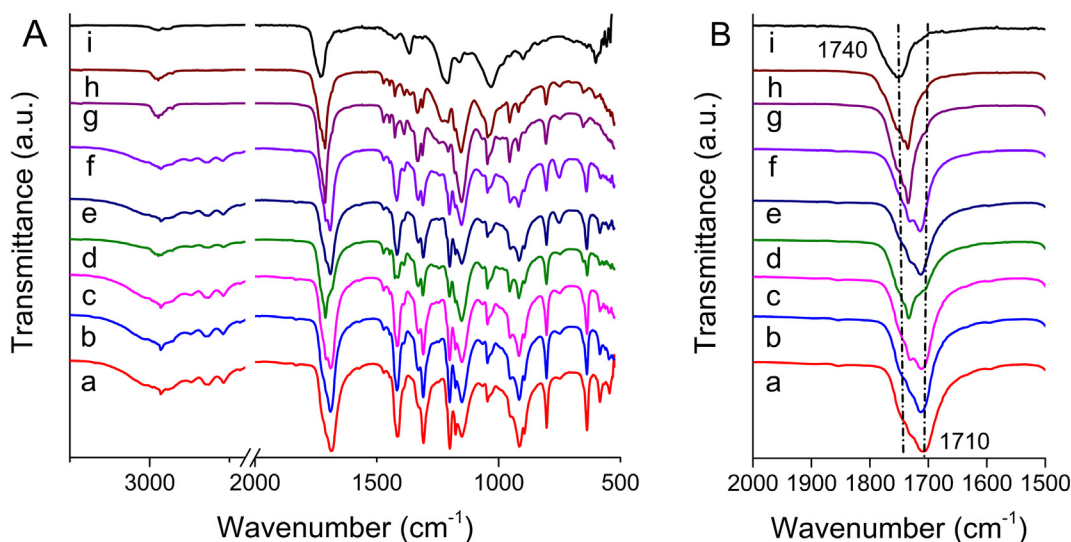 A
i
h
g
f
e
d
c
b
a
Transmittance (a.u.)
3000 2000 1500 1000 500
Wavenumber (cm⁻¹)
B
i
1740
h
g
f
e
d
c
b
a
1710
Transmittance (a.u.)
2000 1900 1800 1700 1600 1500
Wavenumber (cm⁻¹)